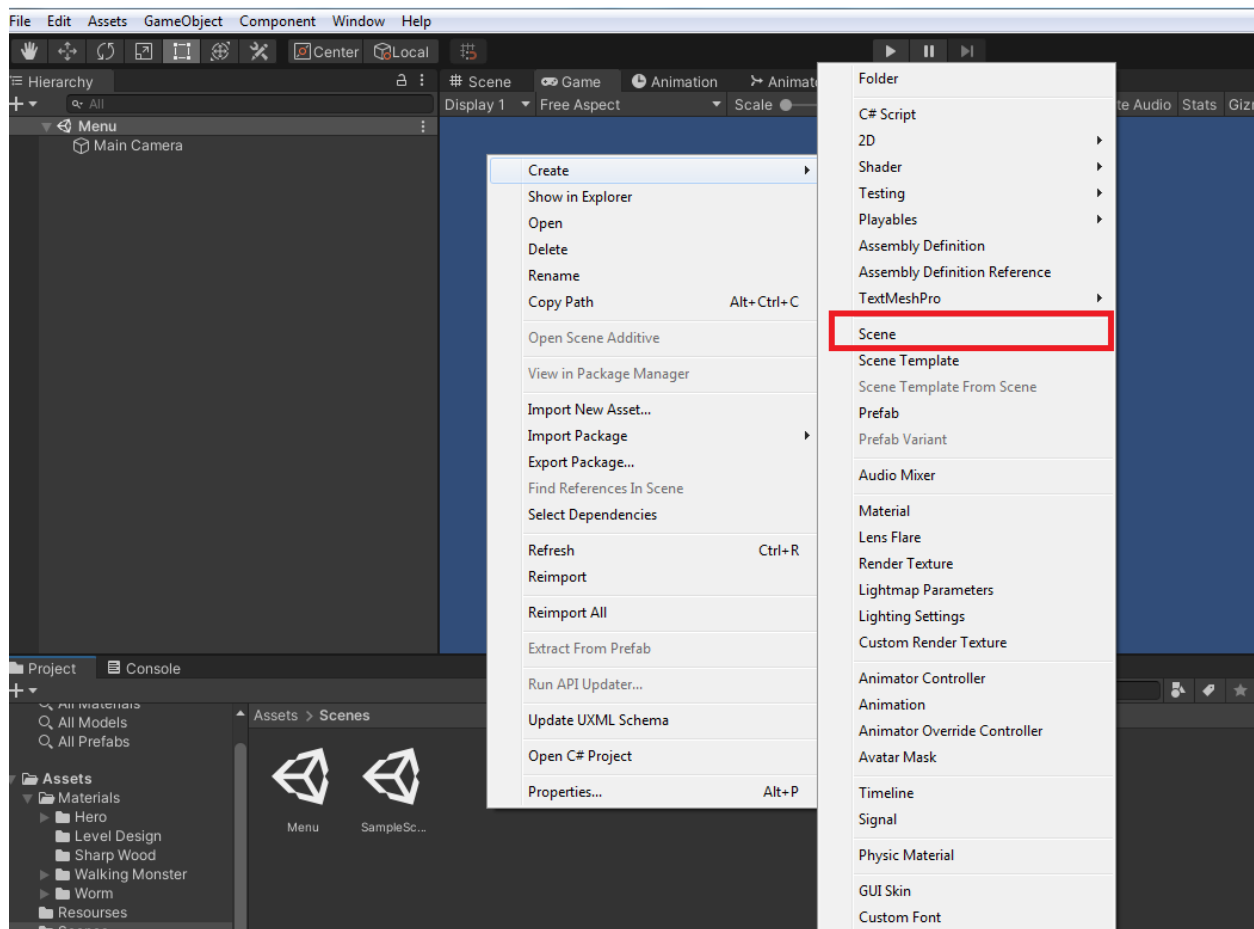 File Edit Assets GameObject Component Window Help
Center Local
Hierarchy
All
Menu
Main Camera
# Scene Game Animation
Display 1 Free Aspect Scale
Audio Stats
Create
Show in Explorer
Open
Delete
Rename
Copy Path Alt+Ctrl+C
Open Scene Additive
View in Package Manager
Import New Asset...
Import Package
Export Package...
Find References In Scene
Select Dependencies
Refresh Ctrl+R
Reimport
Reimport All
Extract From Prefab
Run API Updater...
Update UXML Schema
Open C# Project
Properties... Alt+P
Folder
C# Script
2D
Shader
Testing
Playables
Assembly Definition
Assembly Definition Reference
TextMeshPro
Scene
Scene Template
Scene Template From Scene
Prefab
Prefab Variant
Audio Mixer
Material
Lens Flare
Render Texture
Lightmap Parameters
Lighting Settings
Custom Render Texture
Animator Controller
Animation
Animator Override Controller
Avatar Mask
Timeline
Signal
Physic Material
GUI Skin
Custom Font
Project Console
All Materials
All Models
All Prefabs
Assets
Materials
Hero
Level Design
Sharp Wood
Walking Monster
Worm
Resourses
Assets > Scenes
Menu SampleSc...